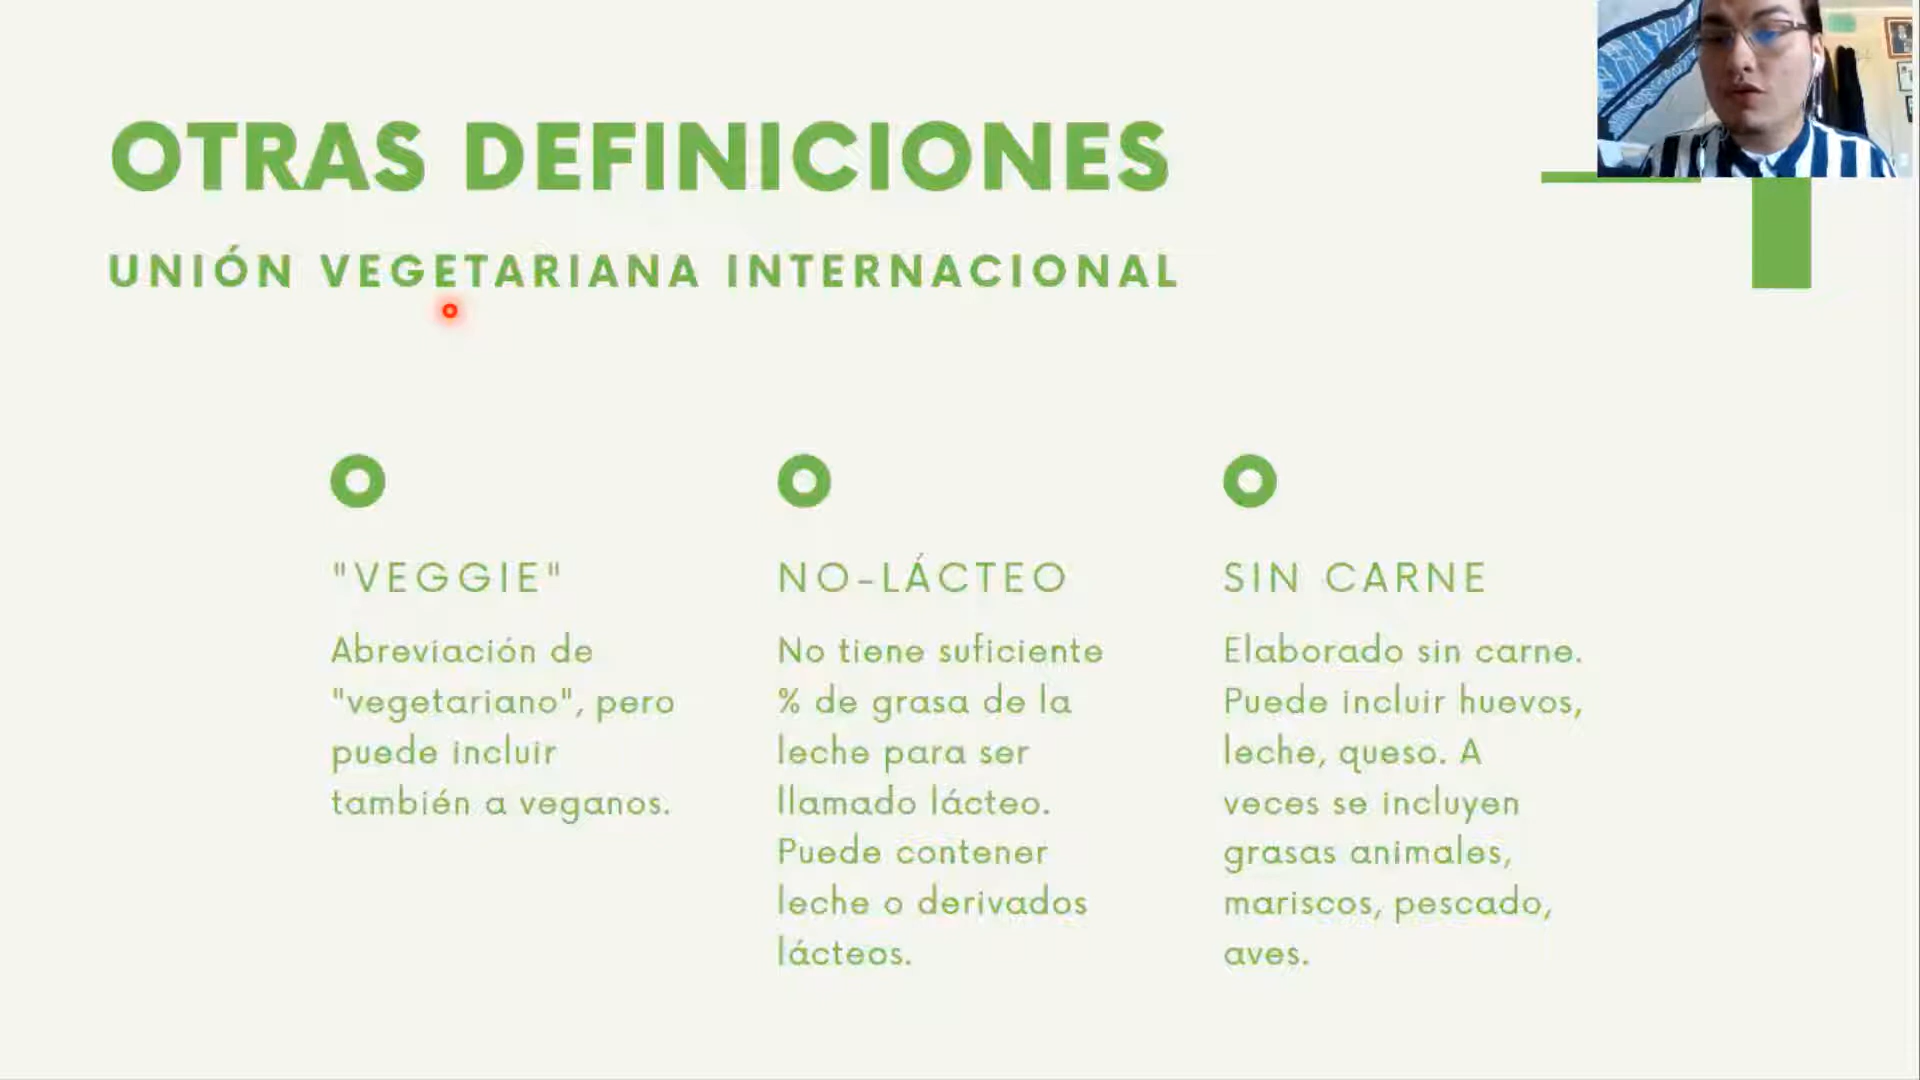 OTRAS DEFINICIONES
UNIÓN VEGETARIANA INTERNACIONAL
"VEGGIE"
Abreviación de
"vegetariano", pero
puede incluir
también a veganos.
NO-LÁCTEO
No tiene suficiente
% de grasa de la
leche para ser
llamado lácteo.
Puede contener
leche o derivados
lácteos.
SIN CARNE
Elaborado sin carne.
Puede incluir huevos,
leche, queso. A
veces se incluyen
grasas animales,
mariscos, pescado,
aves.